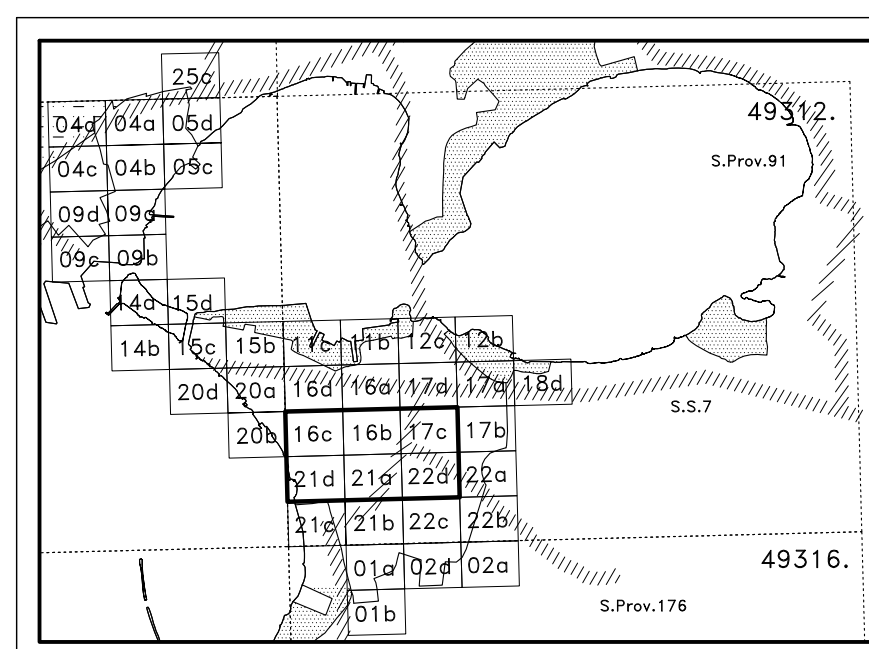 25c
04d 04a 05d
49312.
04c 04b 05c
S.Prov.91
09d 09a
09c 09b
14a 15d
14b 15c 15b 11c 11b 12c 12b
20d 20a 16d 16a 17d 17a 18d
S.S.7
20b 16c 16b 17c 17b
21d 21a 22d 22a
21c 21b 22c 22b
49316.
01a 02d 02a
S.Prov.176
01b